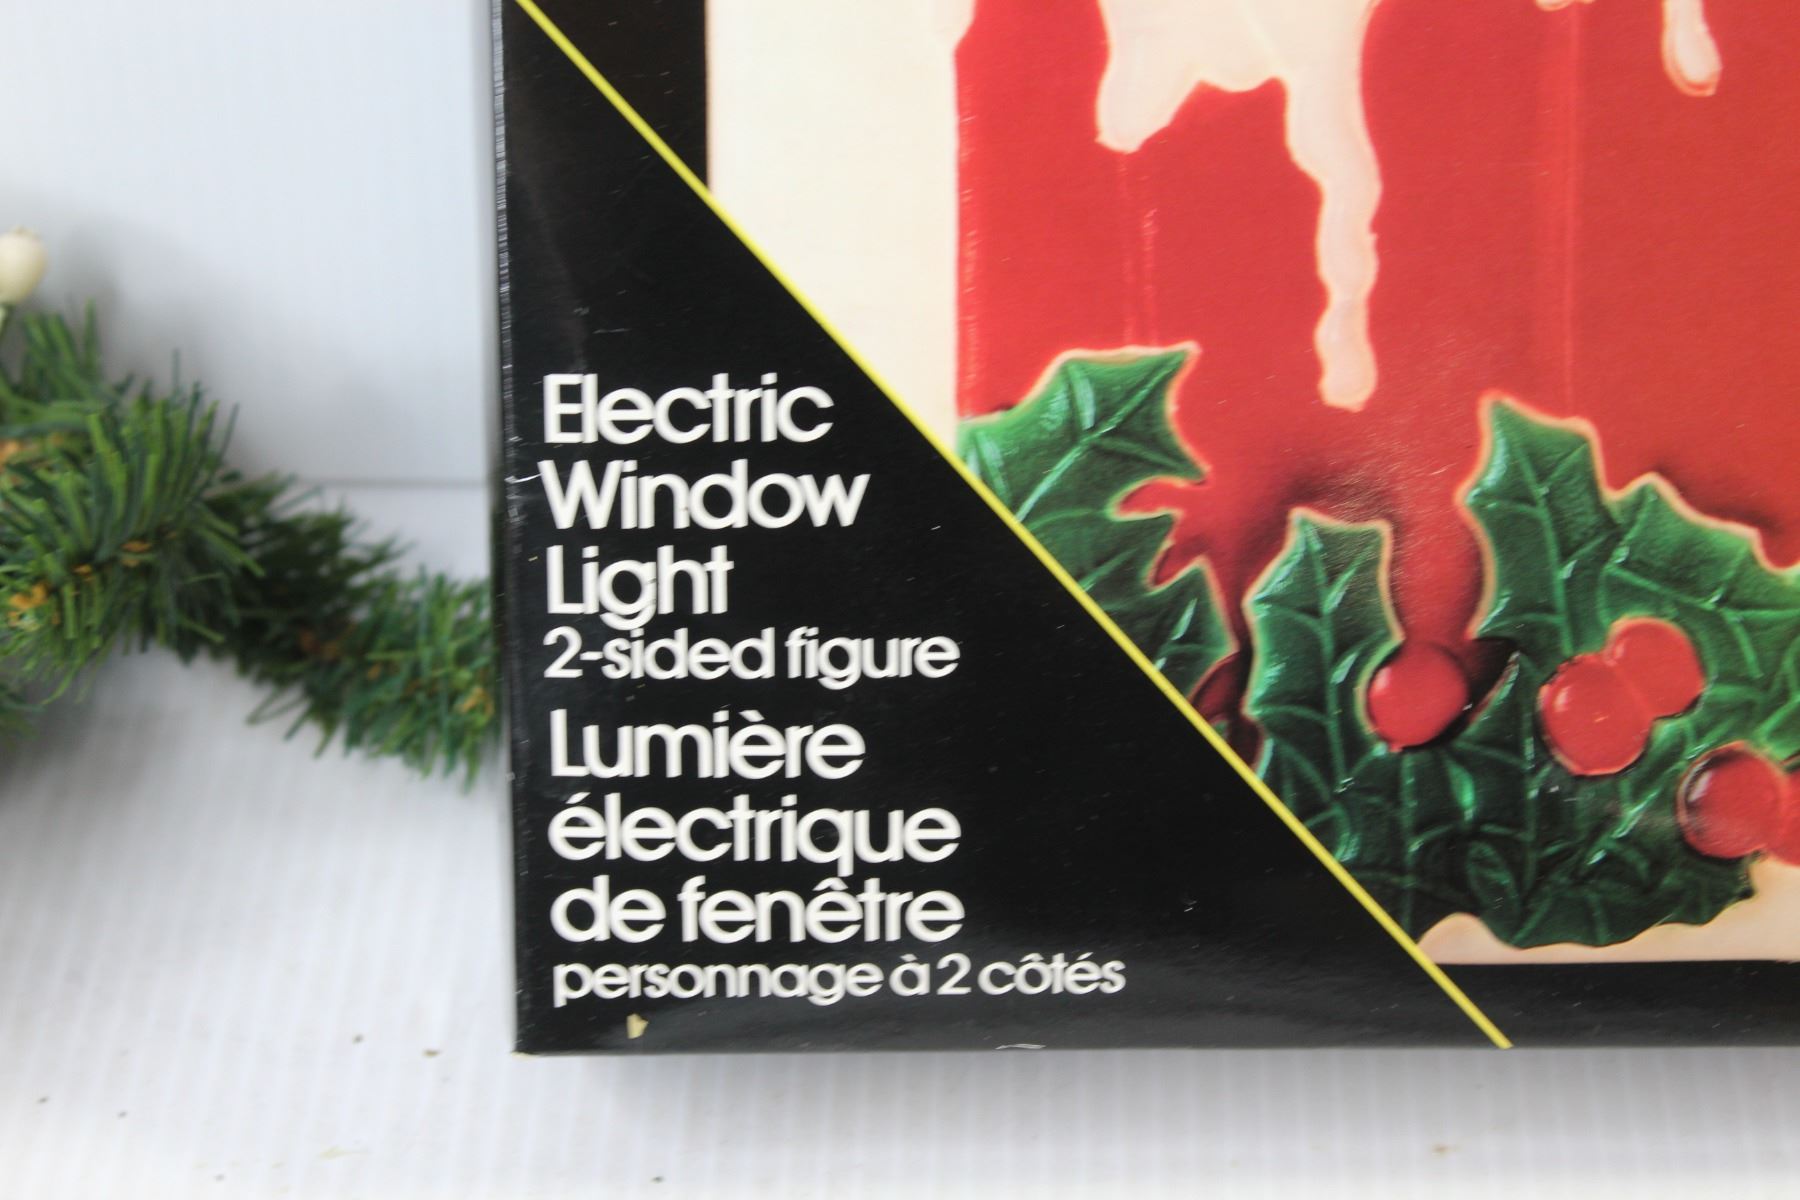 Electric
Window
Light
2-sided figure
Lumière
électrique
de fenêtre
personnage à 2 côtés